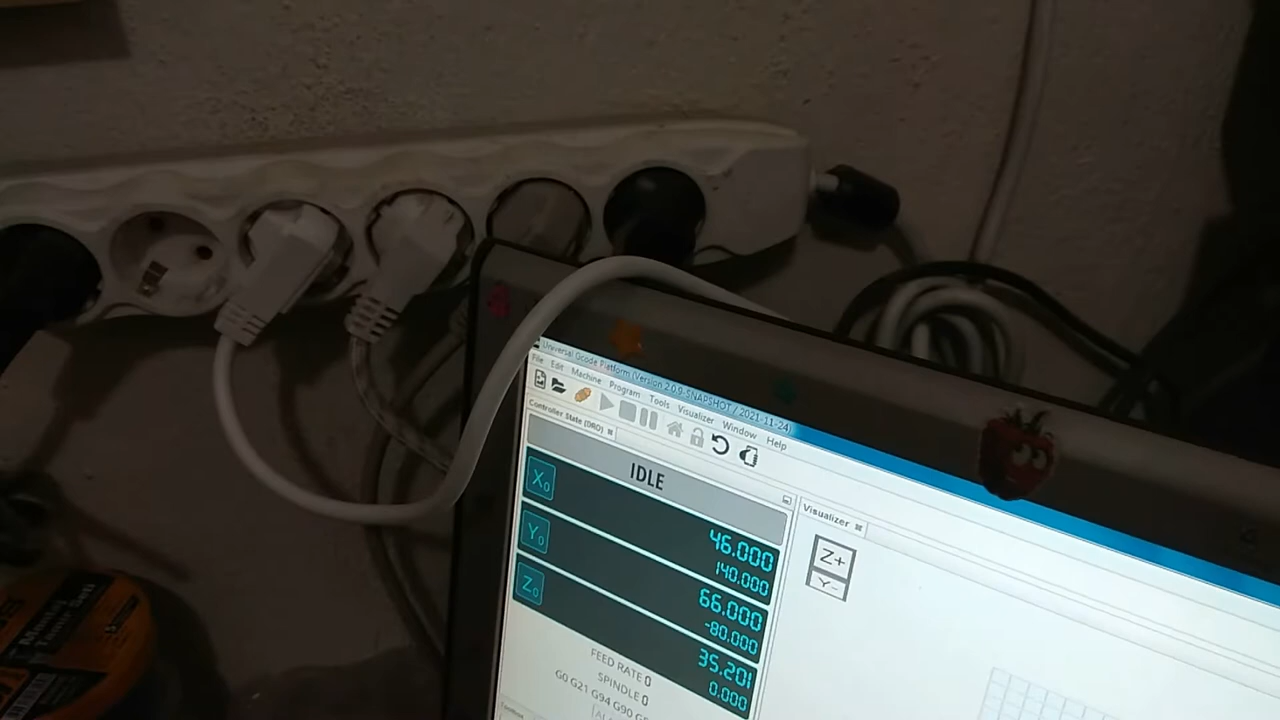 Universal Gcode Platform (Version 2.0.9-SNAPSHOT / 2021-11-24)
File Edit Machine Program Tools Visualizer Window Help
Controller State (DRO)
IDLE
X0
46.000
140.000
Y0
66.000
-80.000
Z0
35.201
0.000
FEED RATE 0
SPINDLE 0
G0 G21 G94 G90
Visualizer
Z+
Y-